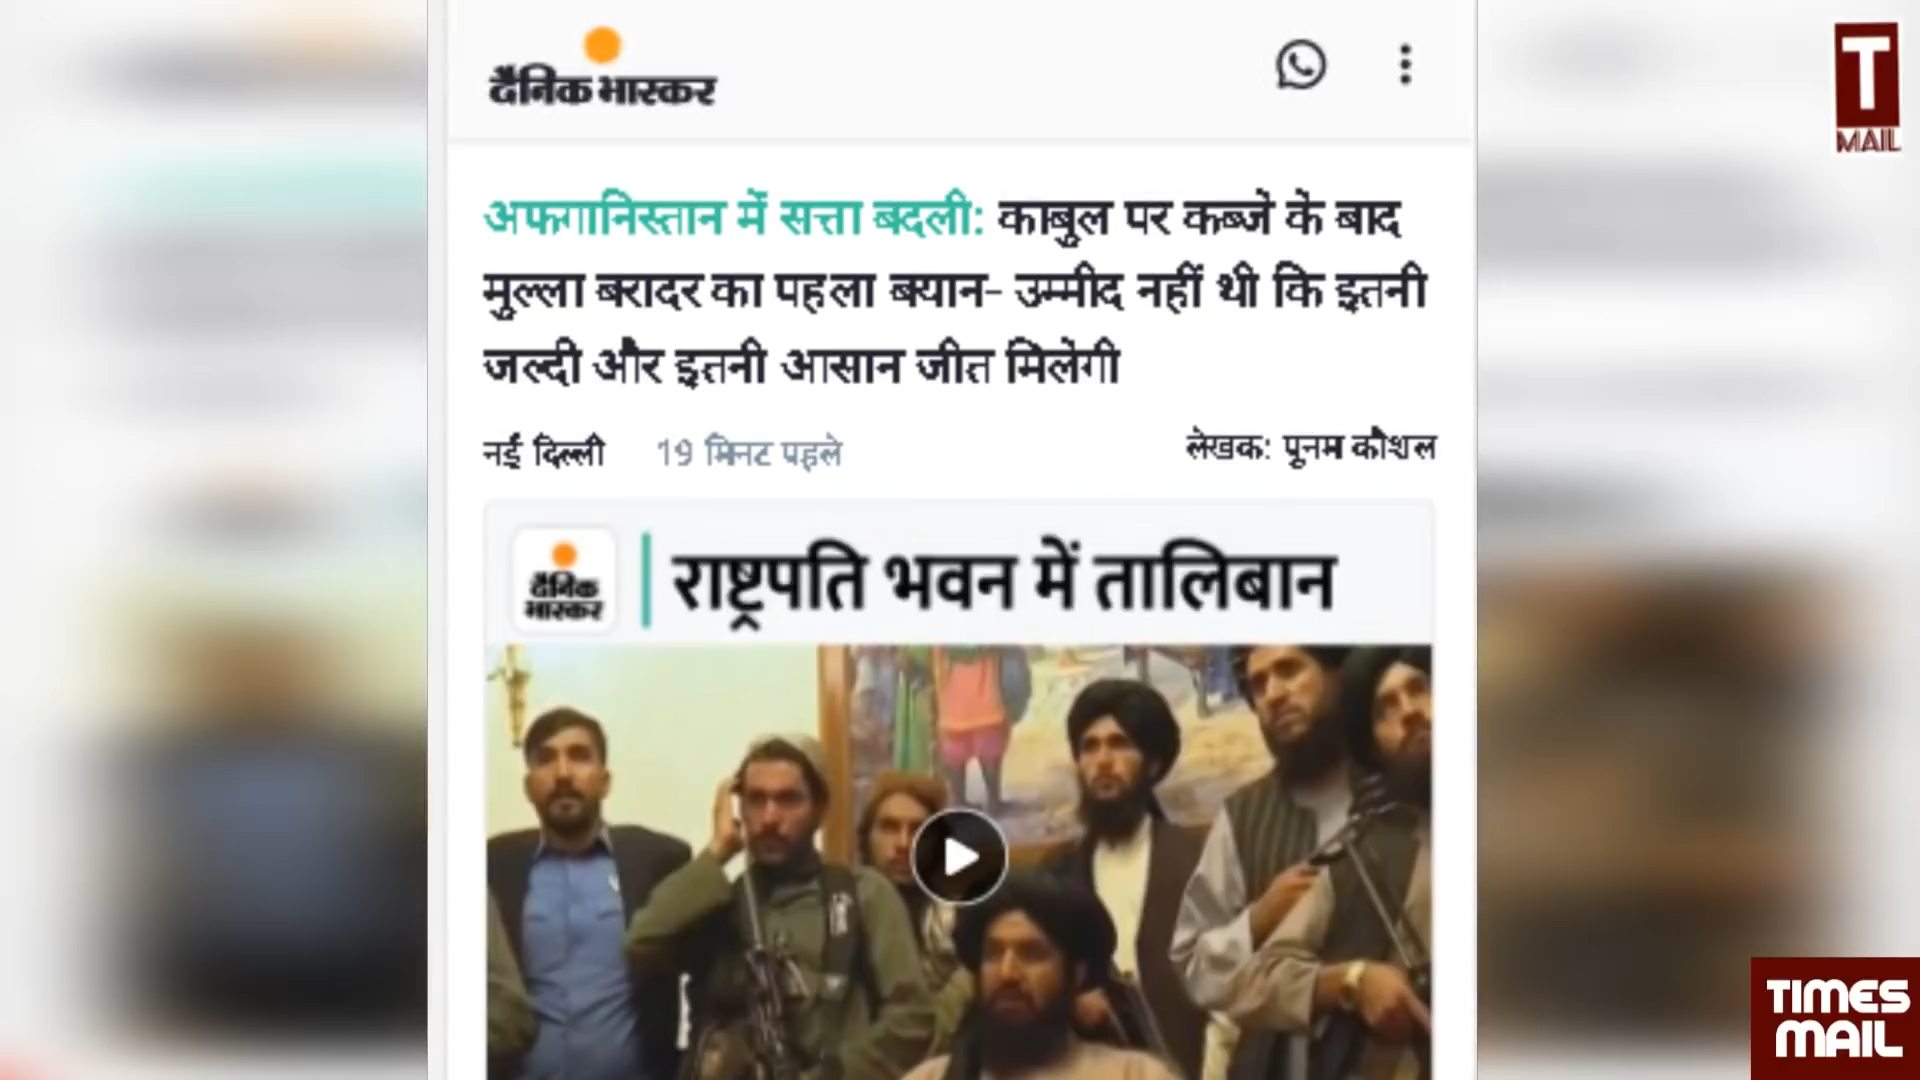 दैनिक भास्कर
T
MAIL
अफगानिस्तान में सत्ता बदली: काबुल पर कब्जे के बाद
मुल्ला बरादर का पहला बयान- उम्मीद नहीं थी कि इतनी
जल्दी और इतनी आसान जीत मिलेगी
नई दिल्ली 19 मिनट पहले लेखक: पूनम कौशल
दैनिक
भास्कर
राष्ट्रपति भवन में तालिबान
TIMES
MAIL